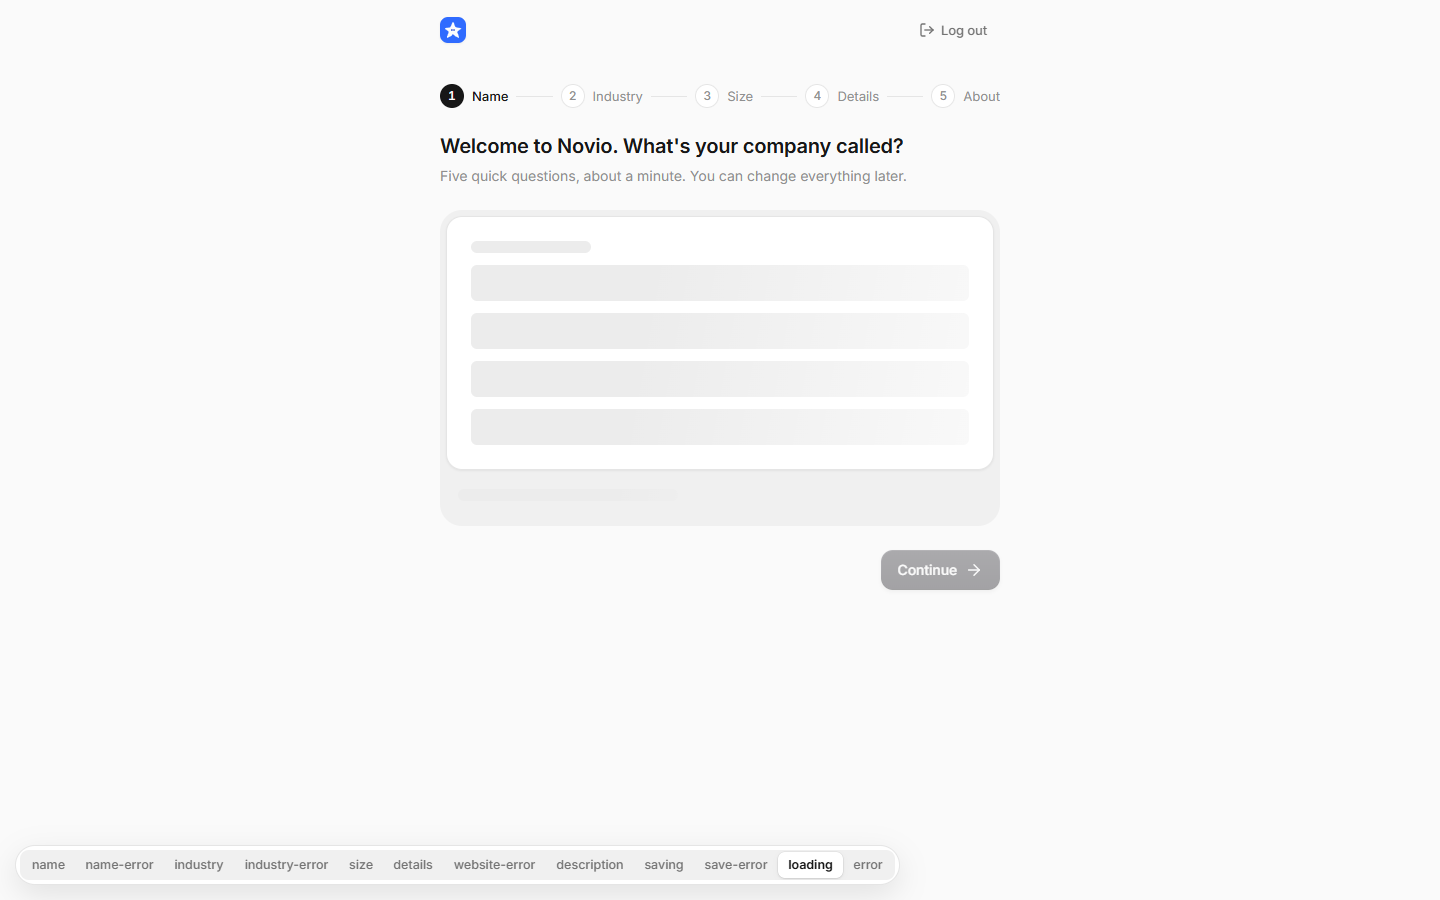 Log out
1 Name 2 Industry 3 Size 4 Details 5 About
Welcome to Novio. What's your company called?
Five quick questions, about a minute. You can change everything later.
Continue
name name-error industry industry-error size details website-error description saving save-error loading error